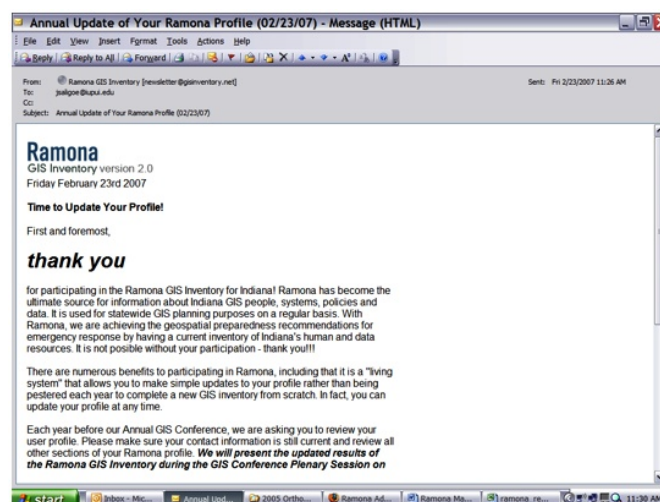 Annual Update of Your Ramona Profile (02/23/07) - Message (HTML)
File Edit View Insert Format Tools Actions Help
Reply Reply to All Forward
From: Ramona GIS Inventory [newsletter@gisinventory.net] Sent: Fri 2/23/2007 11:26 AM
To: jsaligoe@iupui.edu
Cc:
Subject: Annual Update of Your Ramona Profile (02/23/07)
Ramona
GIS Inventory version 2.0
Friday February 23rd 2007
Time to Update Your Profile!
First and foremost,
thank you
for participating in the Ramona GIS Inventory for Indiana! Ramona has become the
ultimate source for information about Indiana GIS people, systems, policies and
data. It is used for statewide GIS planning purposes on a regular basis. With
Ramona, we are achieving the geospatial preparedness recommendations for
emergency response by having a current inventory of Indiana's human and data
resources. It is not posible without your participation - thank you!!!
There are numerous benefits to participating in Ramona, including that it is a "living
system" that allows you to make simple updates to your profile rather than being
pestered each year to complete a new GIS inventory from scratch. In fact, you can
update your profile at any time.
Each year before our Annual GIS Conference, we are asking you to review your
user profile. Please make sure your contact information is still current and review all
other sections of your Ramona profile. We will present the updated results of
the Ramona GIS Inventory during the GIS Conference Plenary Session on
start Inbox - Mic... Annual Upd... 2005 Ortho... Ramona Ad... Ramona Ma... ramona_re... 11:30 AM